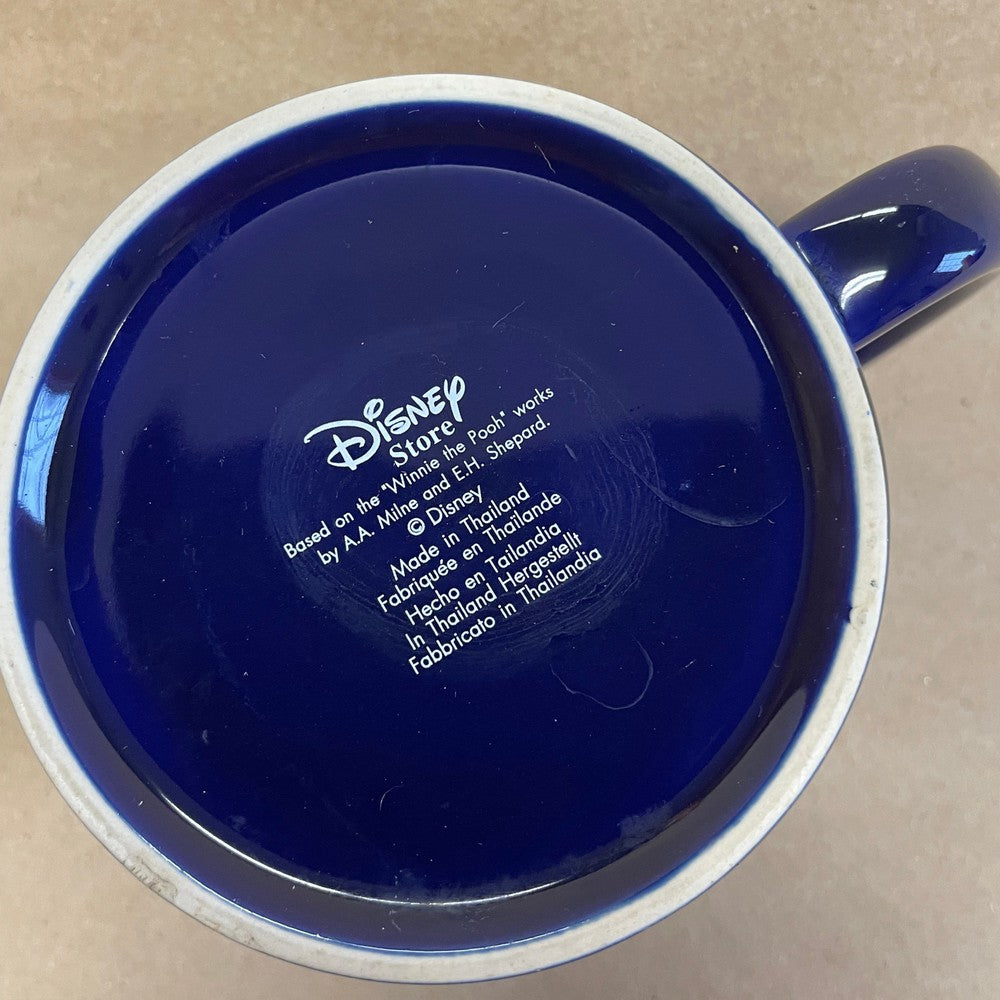 Disney
Store
Based on the "Winnie the Pooh" works
by A.A. Milne and E.H. Shepard.
© Disney
Made in Thailand
Fabriquée en Thaïlande
Hecho en Tailandia
In Thailand Hergestellt
Fabbricato in Thailandia